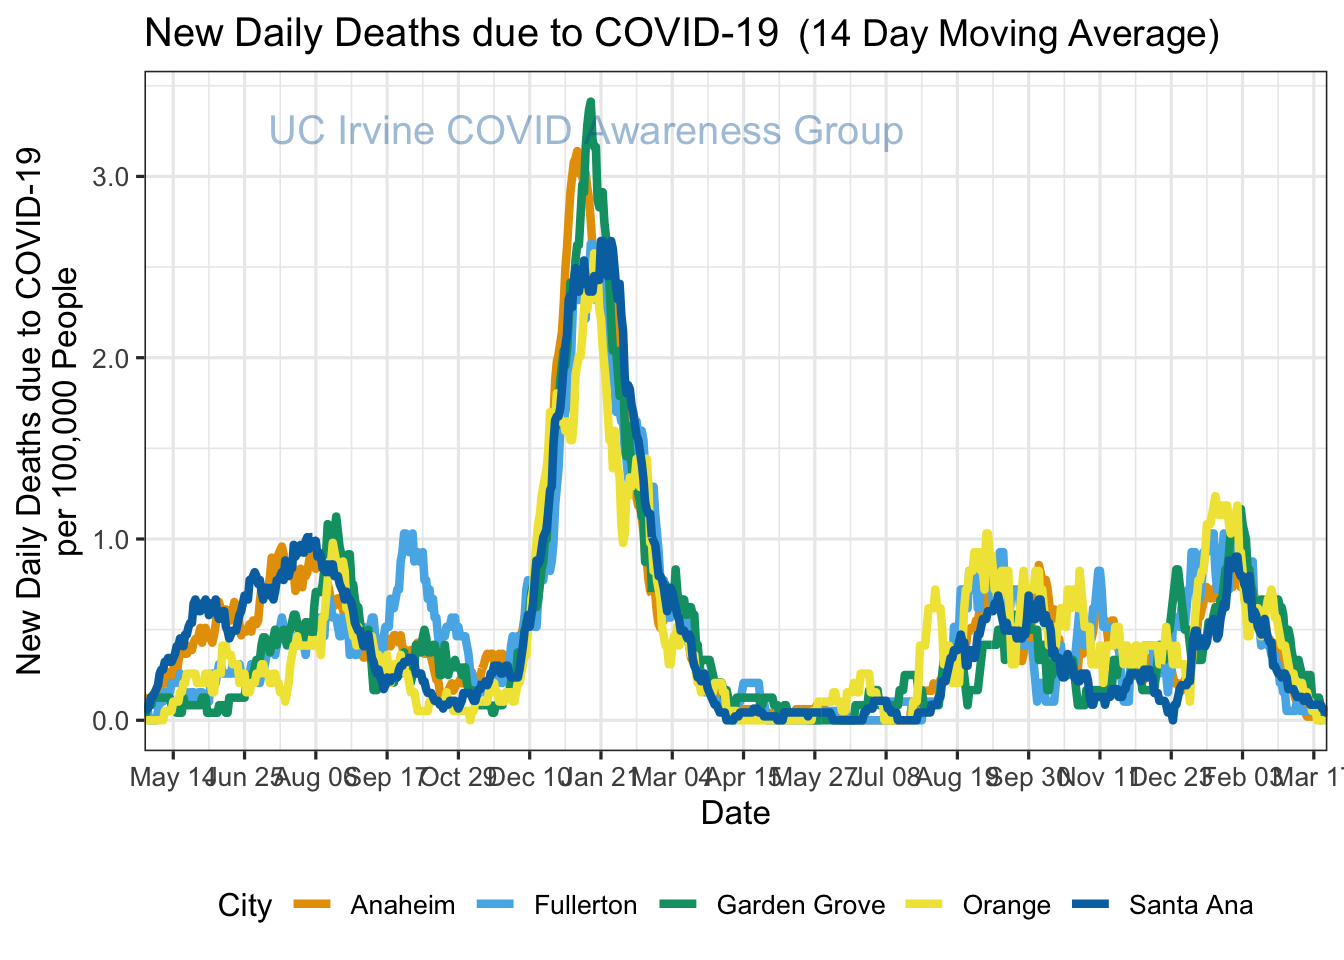 New Daily Deaths due to COVID-19 (14 Day Moving Average)
UC Irvine COVID Awareness Group
New Daily Deaths due to COVID-19
per 100,000 People
3.0
2.0
1.0
0.0
May 14 Jun 25 Aug 06 Sep 17 Oct 29 Dec 10 Jan 21 Mar 04 Apr 15 May 27 Jul 08 Aug 19 Sep 30 Nov 11 Dec 23 Feb 03 Mar 17
Date
City Anaheim Fullerton Garden Grove Orange Santa Ana